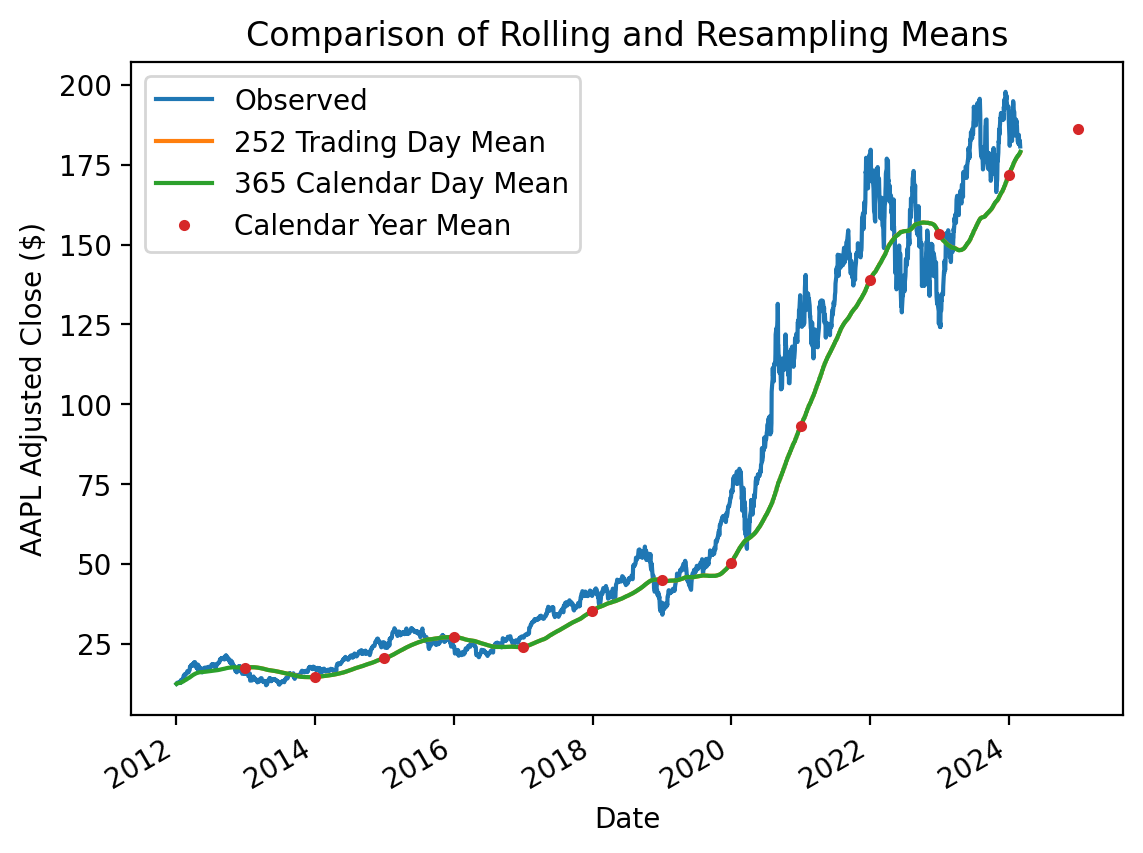 Comparison of Rolling and Resampling Means
200
175
150
125
100
75
50
25
AAPL Adjusted Close ($)
Observed
252 Trading Day Mean
365 Calendar Day Mean
Calendar Year Mean
2012
2014
2016
2018
2020
2022
2024
Date